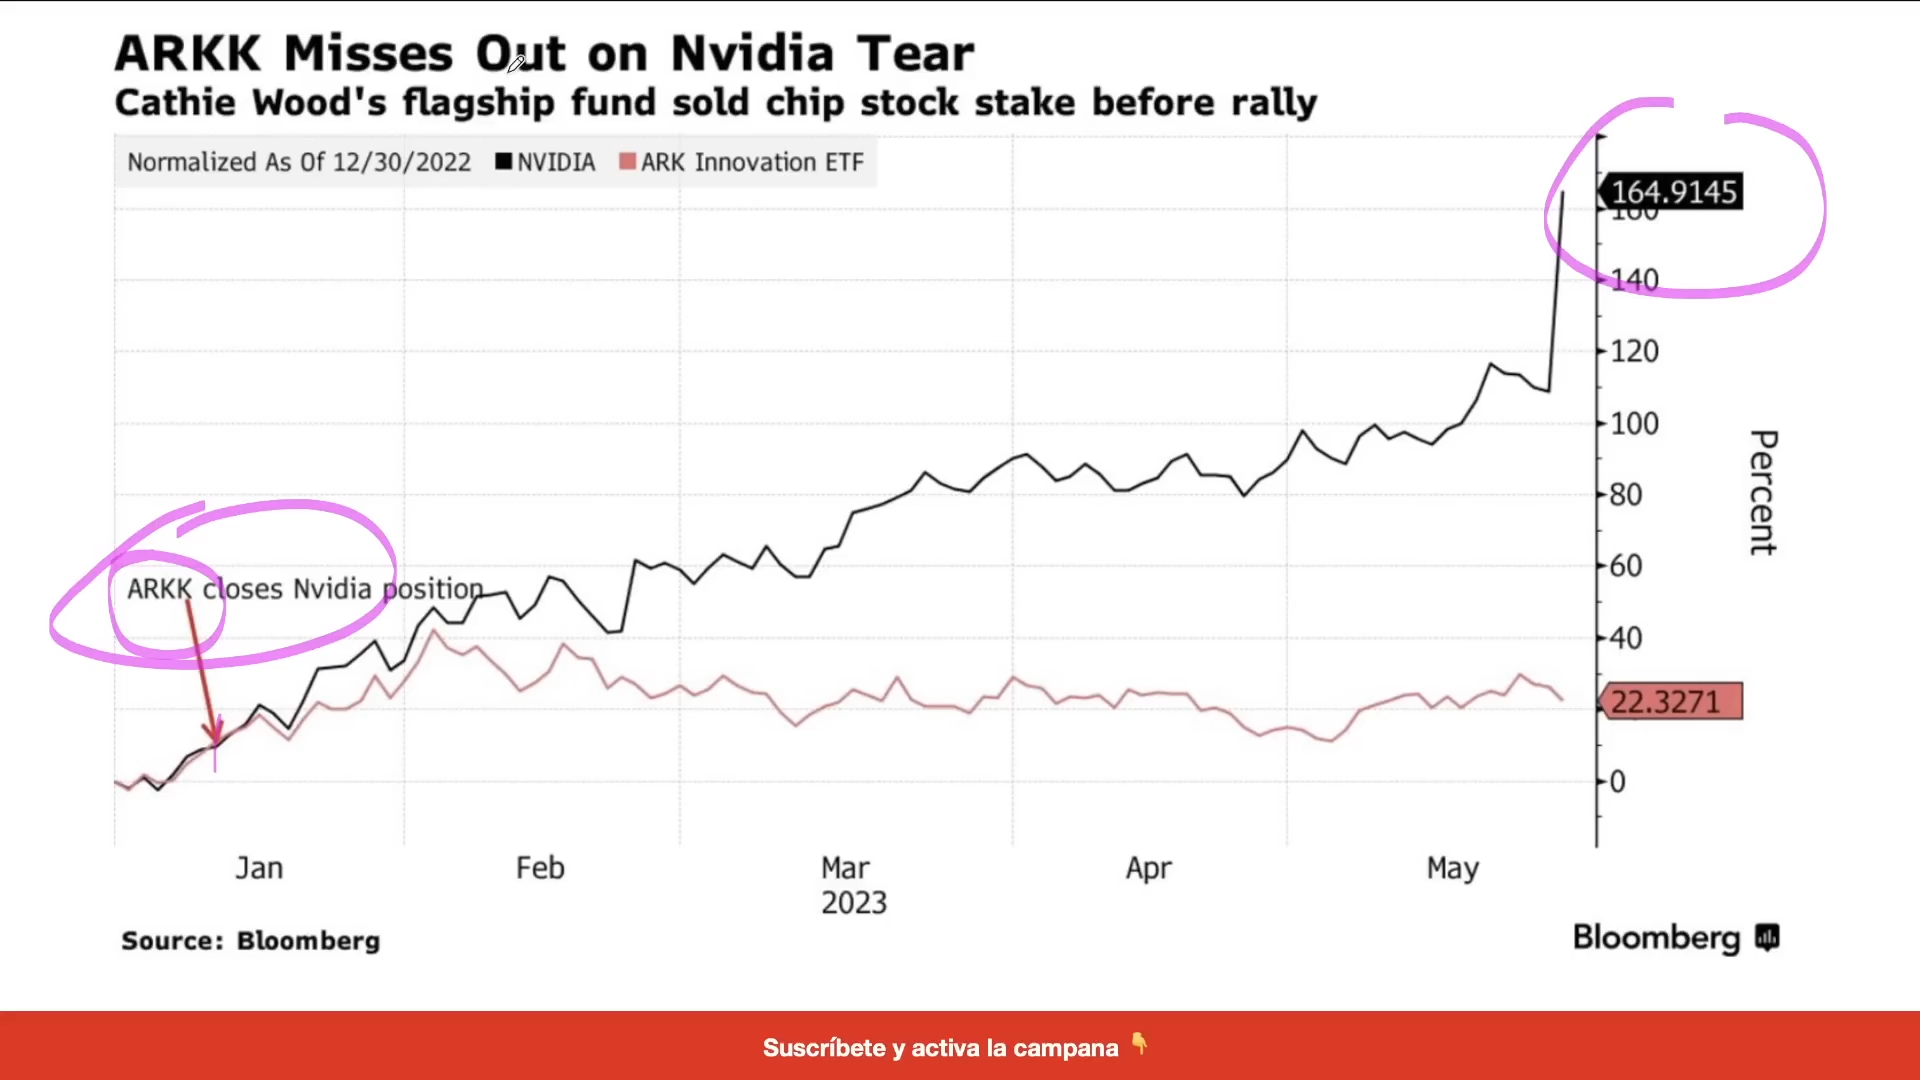 ARKK Misses Out on Nvidia Tear
Cathie Wood's flagship fund sold chip stock stake before rally
Normalized As Of 12/30/2022 NVIDIA ARK Innovation ETF
164.9145
160
140
120
100
80
60
40
22.3271
0
Percent
ARKK closes Nvidia position
Jan Feb Mar Apr May
2023
Source: Bloomberg
Bloomberg
Suscríbete y activa la campana 👇